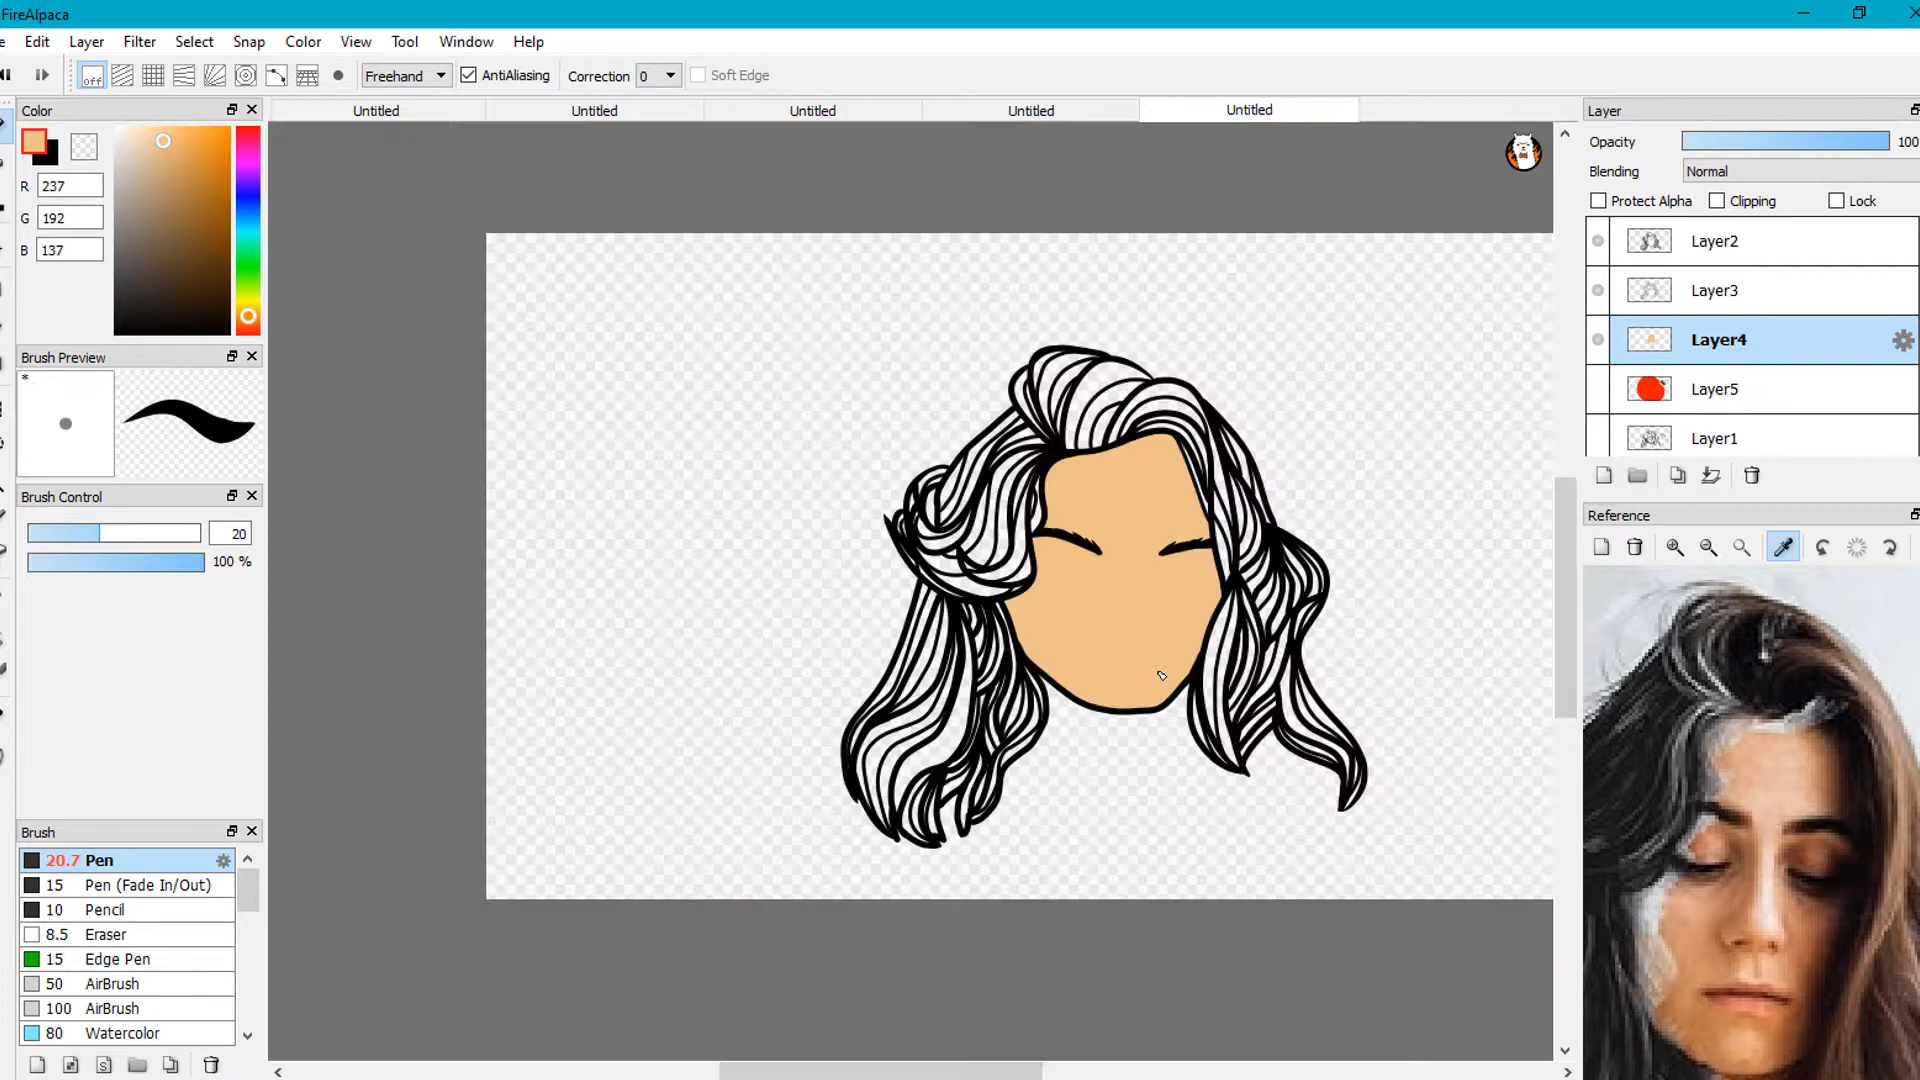 FireAlpaca
e Edit Layer Filter Select Snap Color View Tool Window Help
off Freehand AntiAliasing Correction 0 Soft Edge
Color
Untitled Untitled Untitled Untitled Untitled
Layer
Opacity 100
Blending Normal
R 237
G 192
B 137
Protect Alpha Clipping Lock
Layer2
Layer3
Layer4
Layer5
Layer1
Brush Preview
*
Brush Control
20
100 %
Reference
Brush
20.7 Pen
15 Pen (Fade In/Out)
10 Pencil
8.5 Eraser
15 Edge Pen
50 AirBrush
100 AirBrush
80 Watercolor